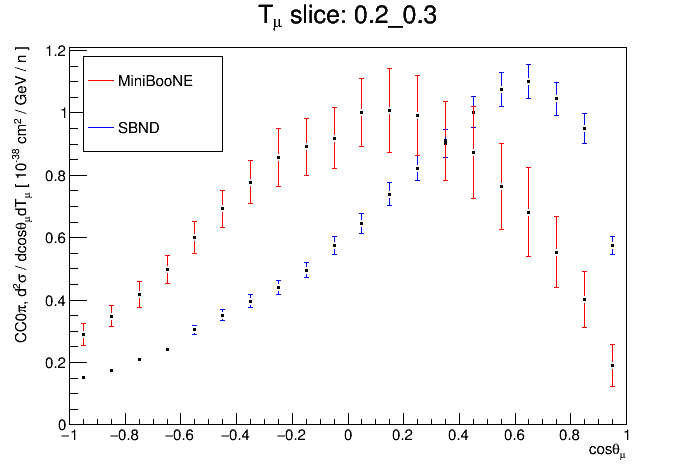 Tμ slice: 0.2_0.3
CC0π, d²σ / dcosθμdTμ [ 10⁻³⁸ cm² / GeV / n ]
MiniBooNE
SBND
1.2
1
0.8
0.6
0.4
0.2
0
−1 −0.8 −0.6 −0.4 −0.2 0 0.2 0.4 0.6 0.8 1
cosθμ